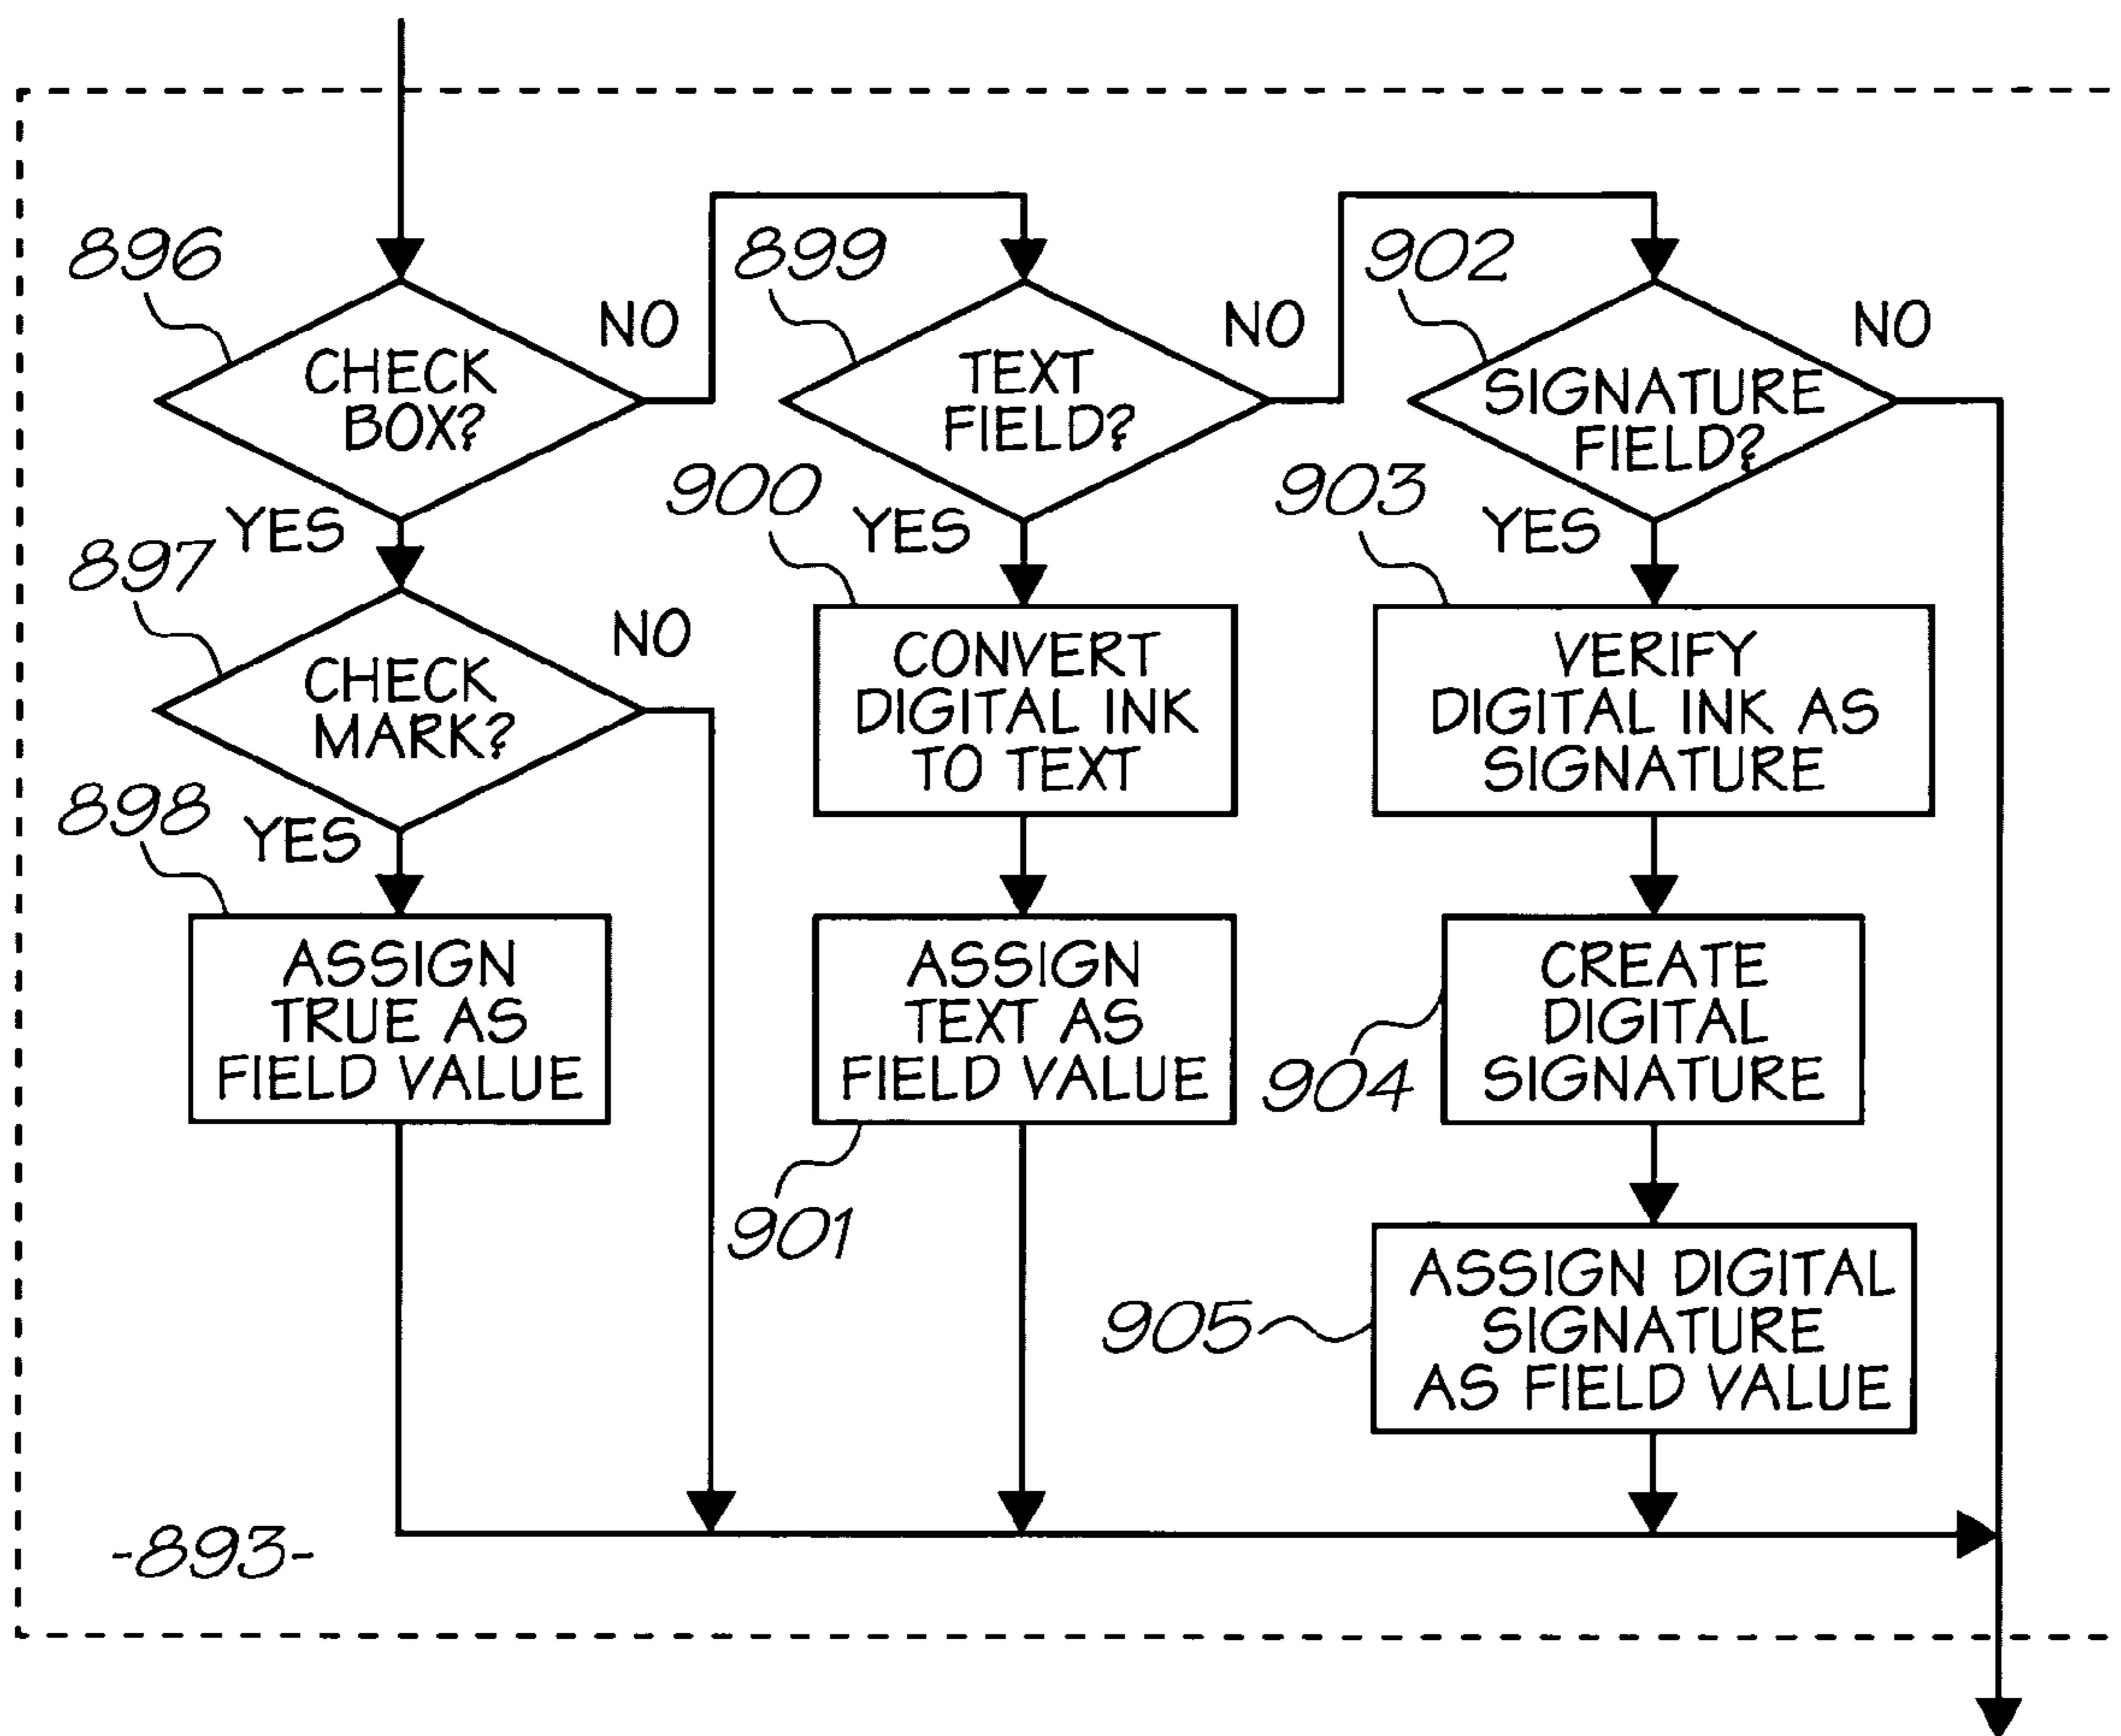 896
CHECK
BOX?
NO
YES
897
CHECK
MARK?
NO
YES
898
ASSIGN
TRUE AS
FIELD VALUE
899
TEXT
FIELD?
NO
YES
900
CONVERT
DIGITAL INK
TO TEXT
ASSIGN
TEXT AS
FIELD VALUE
901
902
SIGNATURE
FIELD?
NO
YES
903
VERIFY
DIGITAL INK AS
SIGNATURE
CREATE
DIGITAL
SIGNATURE
904
ASSIGN DIGITAL
SIGNATURE
AS FIELD VALUE
905
-893-